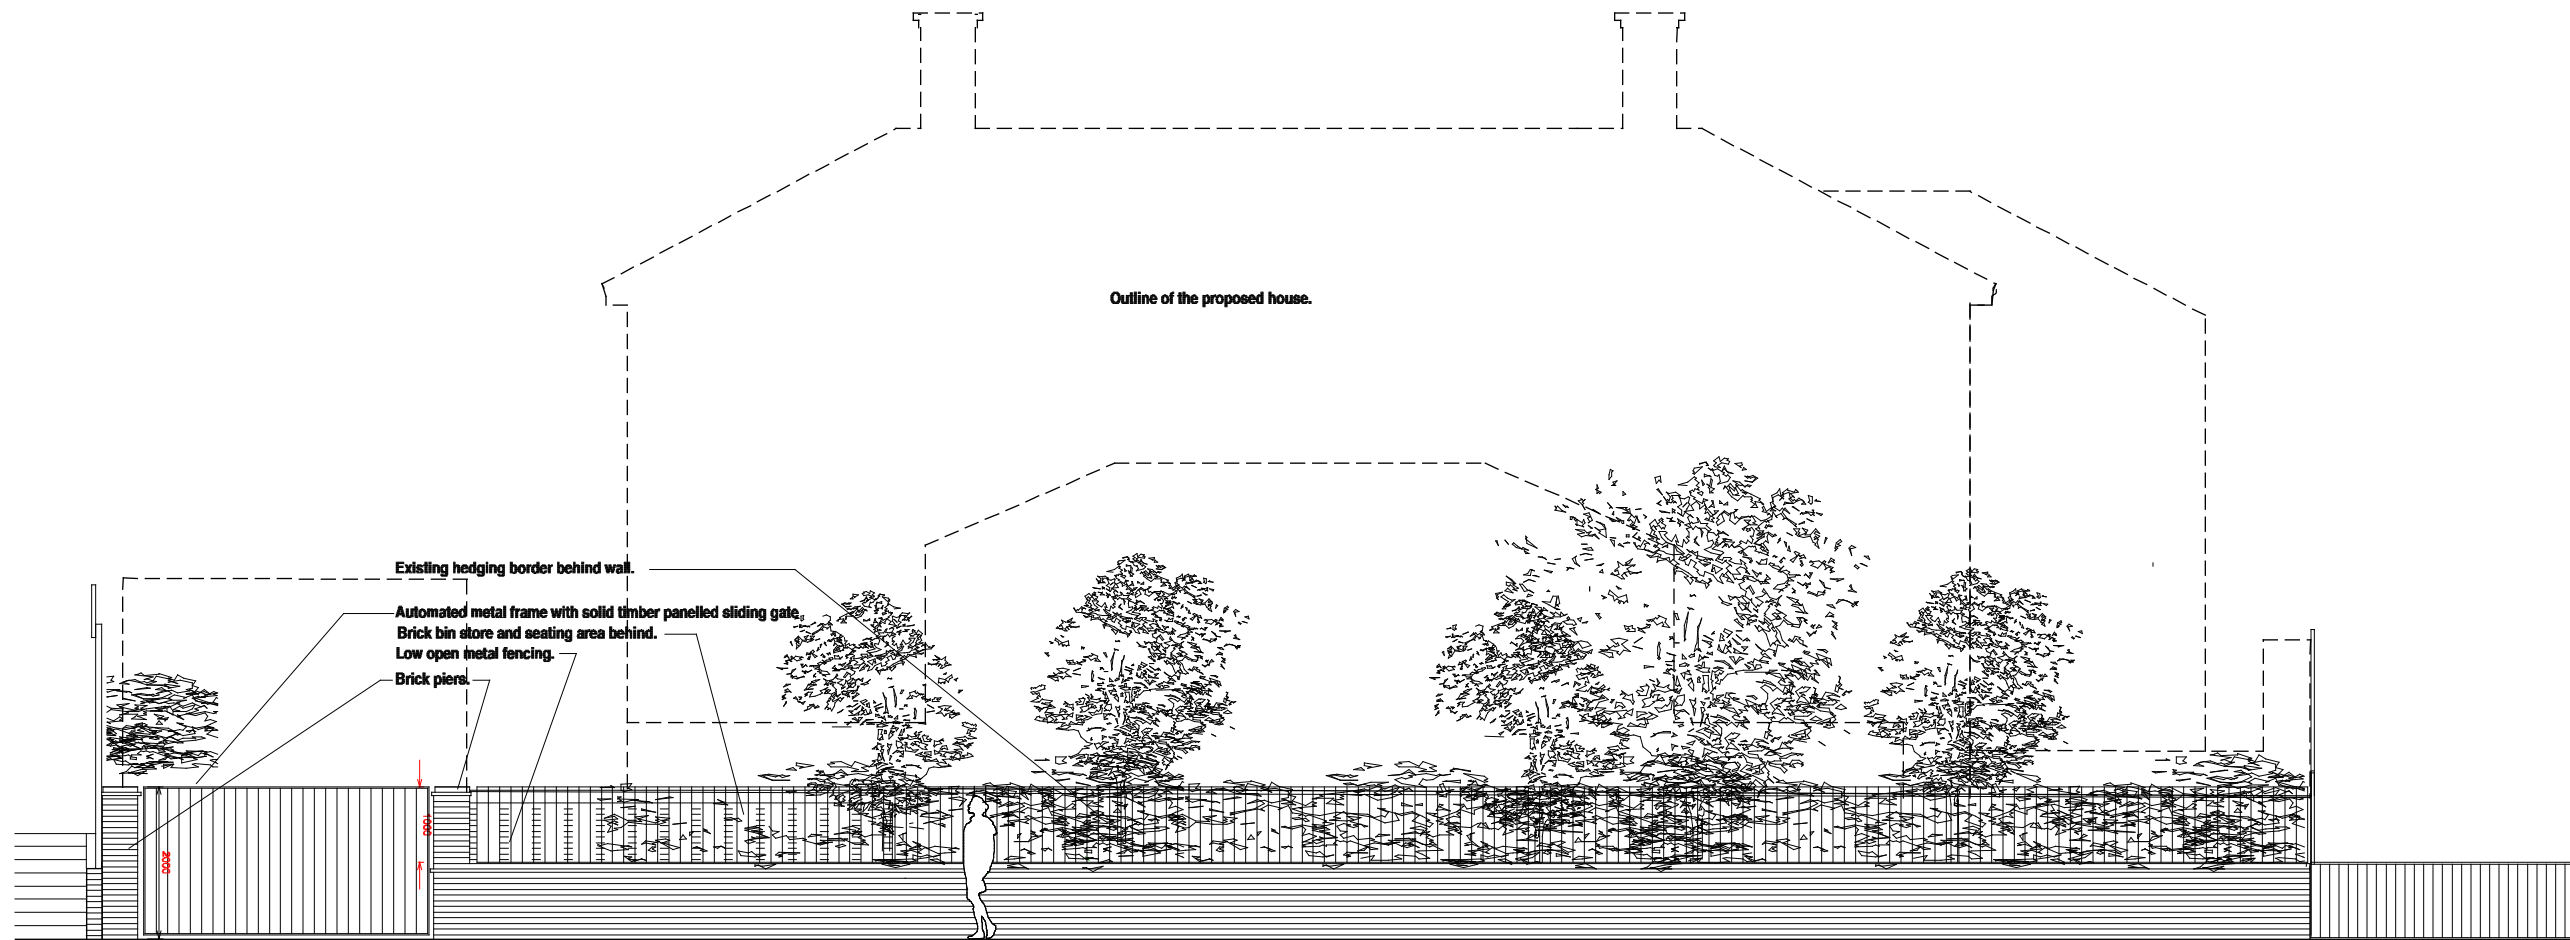 Outline of the proposed house.
Existing hedging border behind wall.
Automated metal frame with solid timber panelled sliding gate.
Brick bin store and seating area behind.
Low open metal fencing.
Brick piers.
1000
2000